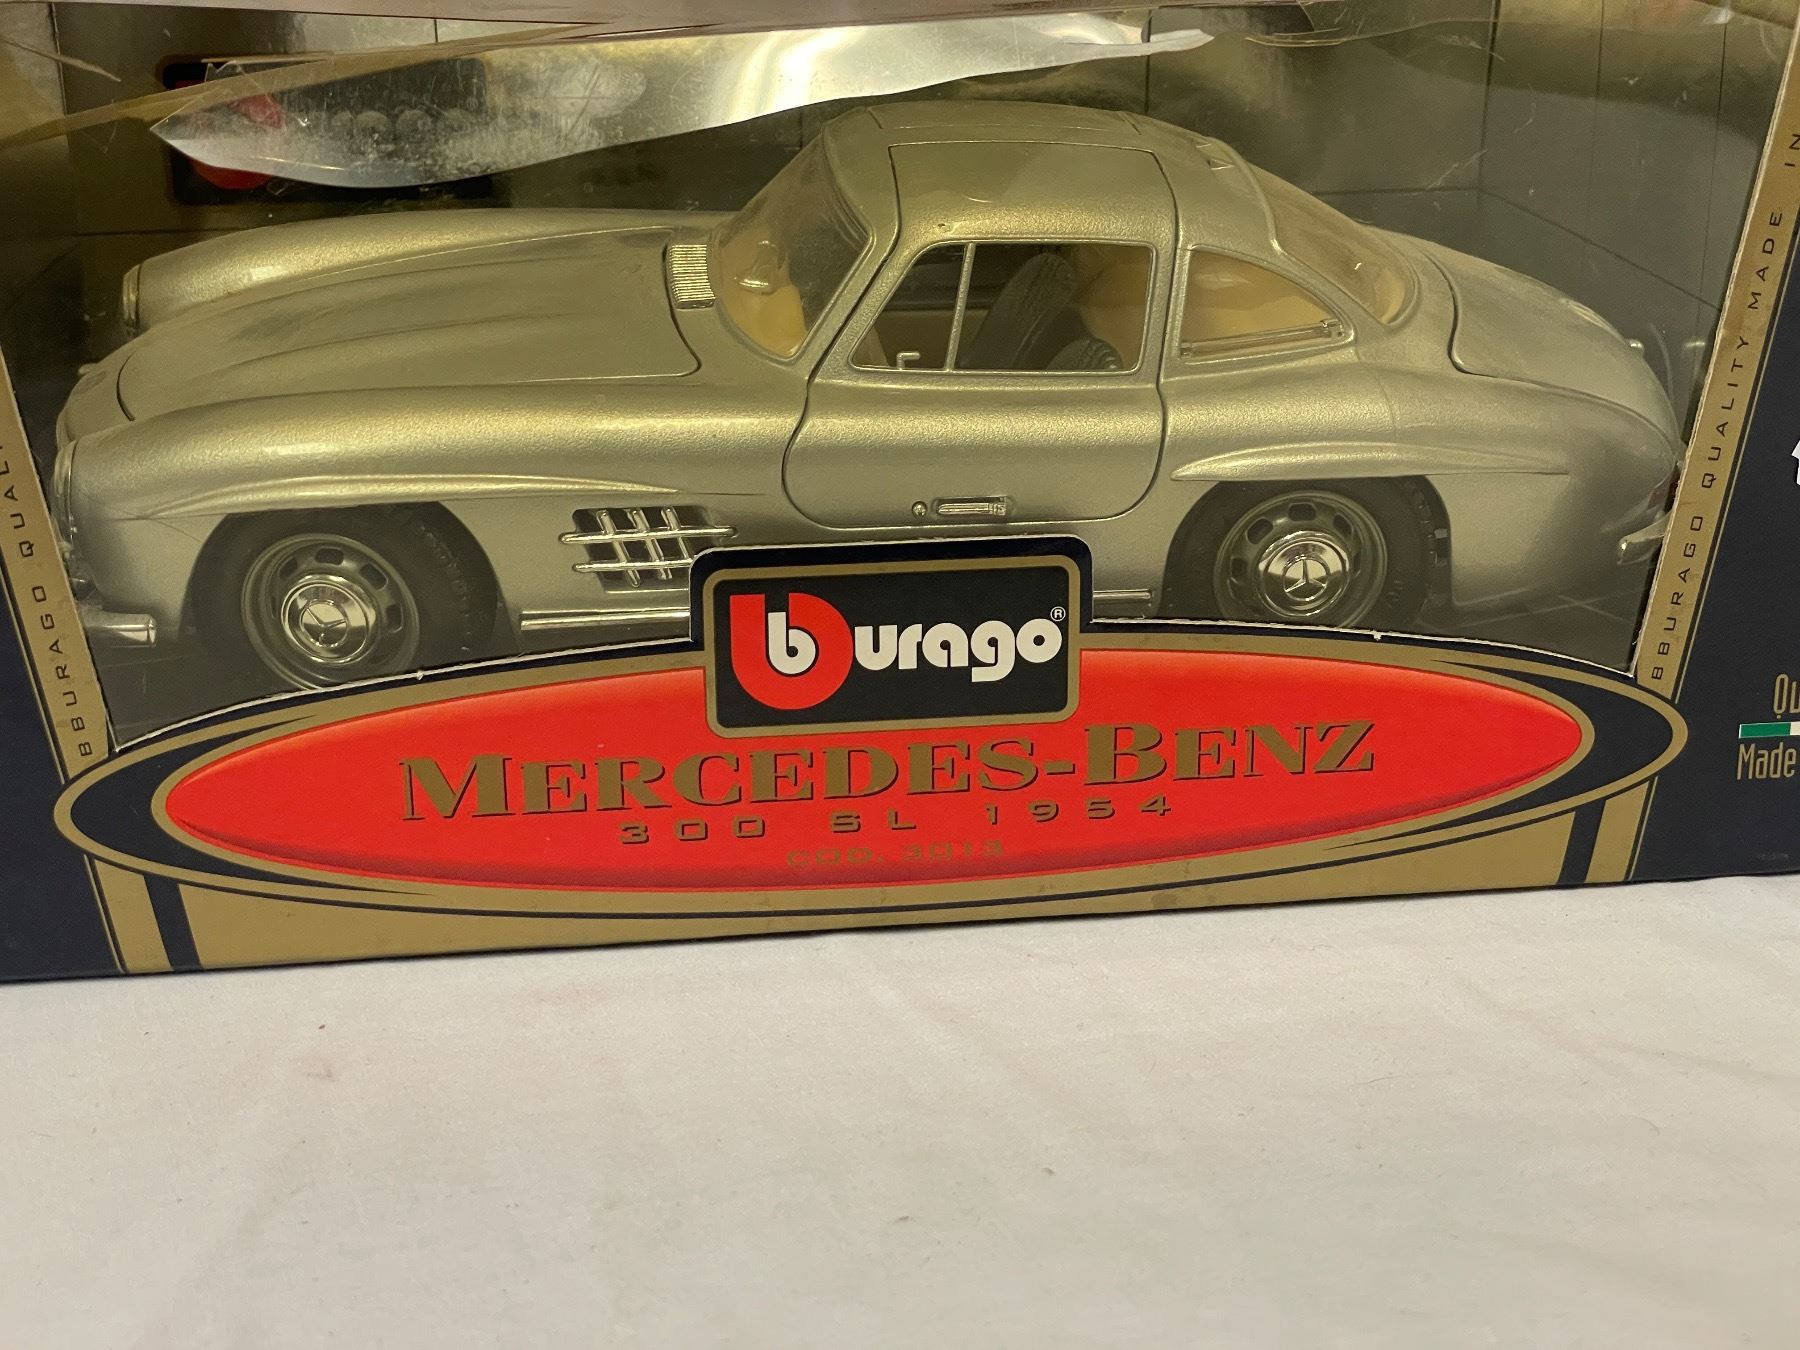 burago®
MERCEDES-BENZ
300 SL 1954
COD. 3013
BBURAGO QUAL
BBURAGO QUALITY MADE IN
Made